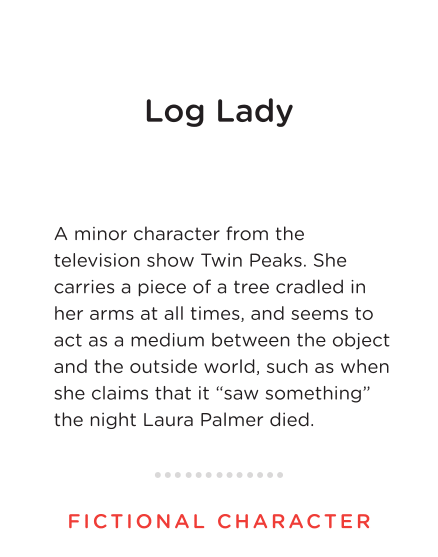 Log Lady
A minor character from the
television show Twin Peaks. She
carries a piece of a tree cradled in
her arms at all times, and seems to
act as a medium between the object
and the outside world, such as when
she claims that it “saw something”
the night Laura Palmer died.
FICTIONAL CHARACTER